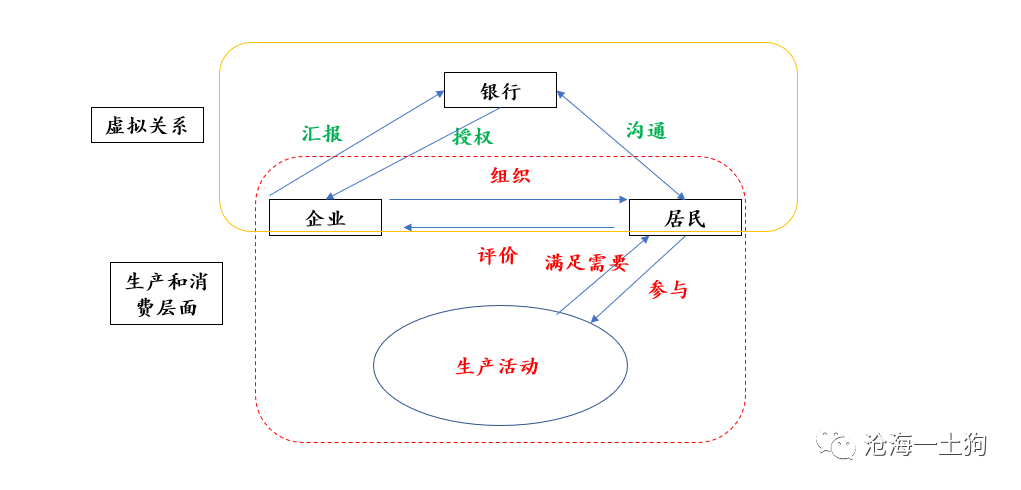 银行
虚拟关系
汇报
授权
沟通
组织
企业
居民
评价
满足需要
生产和消
费层面
参与
生产活动
沧海一土狗